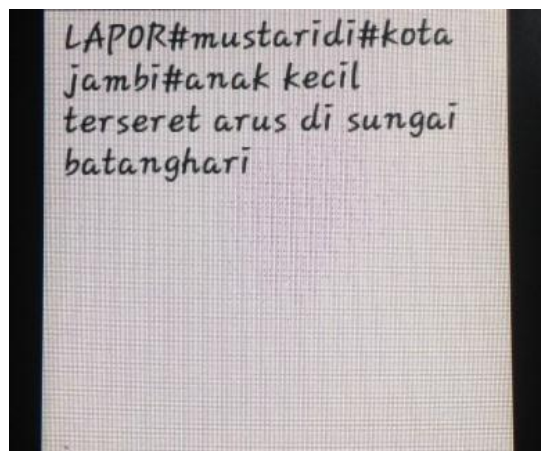 LAPOR#mustaridi#kota
jambi#anak kecil
terseret arus di sungai
batanghari